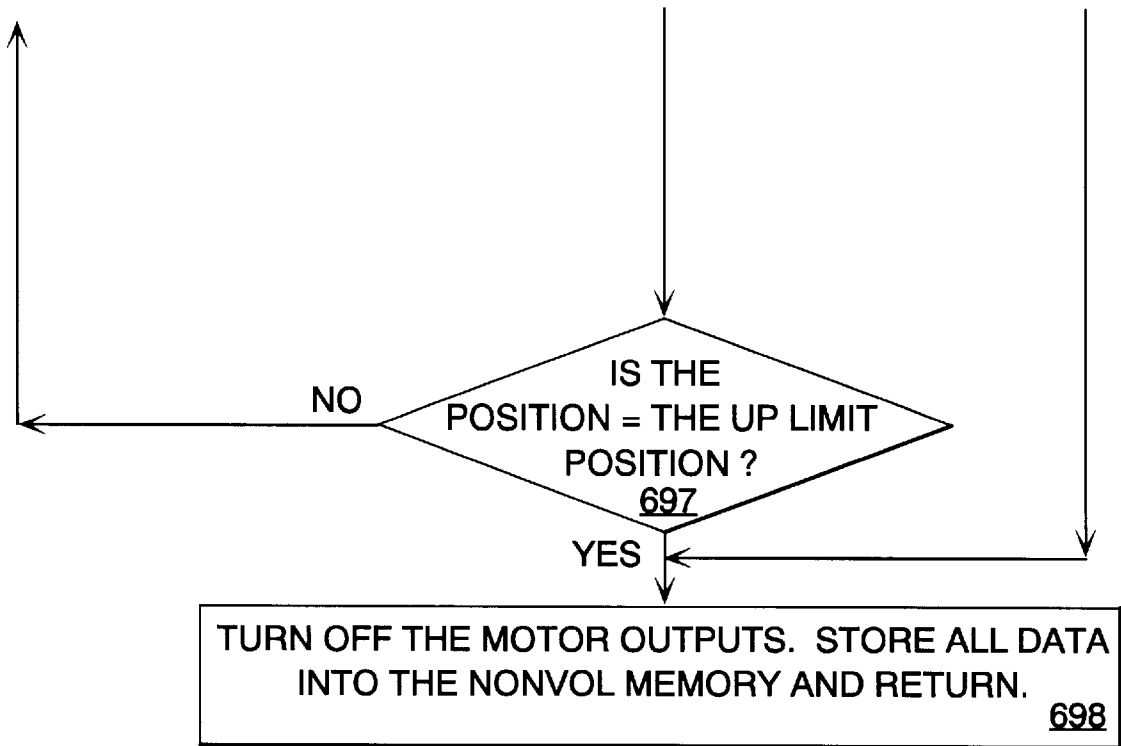 IS THE
NO
POSITION = THE UP LIMIT
POSITION ?
697
YES
TURN OFF THE MOTOR OUTPUTS. STORE ALL DATA
INTO THE NONVOL MEMORY AND RETURN.
698